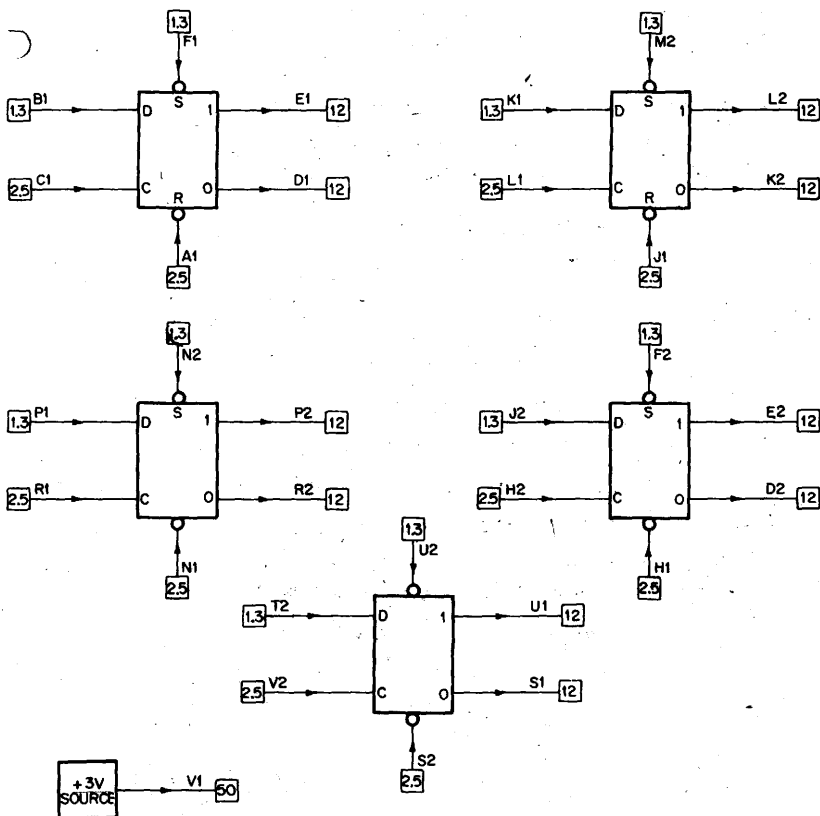 1.3 1.3
F1 M2
1.3 B1 D S 1 E1 12 1.3 K1 D S 1 L2 12
2.5 C1 C R 0 D1 12 2.5 L1 C R 0 K2 12
A1 J1
2.5 2.5
1.3 1.3
N2 F2
1.3 P1 D S 1 P2 12 1.3 J2 D S 1 E2 12
2.5 R1 C 0 R2 12 2.5 H2 C 0 D2 12
N1 H1
2.5 2.5
1.3
U2
1.3 T2 D 1 U1 12
2.5 V2 C 0 S1 12
S2
2.5
+3V
SOURCE V1 50